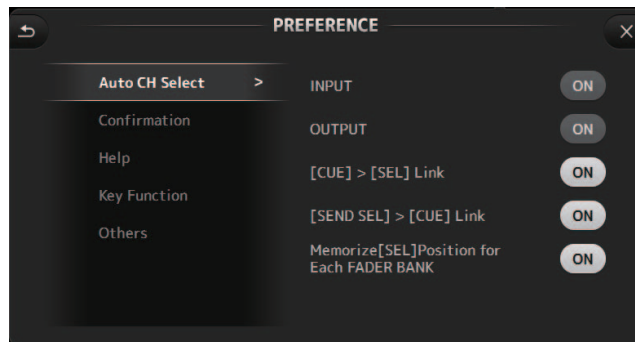 PREFERENCE
Auto CH Select >
Confirmation
Help
Key Function
Others
INPUT ON
OUTPUT ON
[CUE] > [SEL] Link ON
[SEND SEL] > [CUE] Link ON
Memorize[SEL]Position for
Each FADER BANK ON